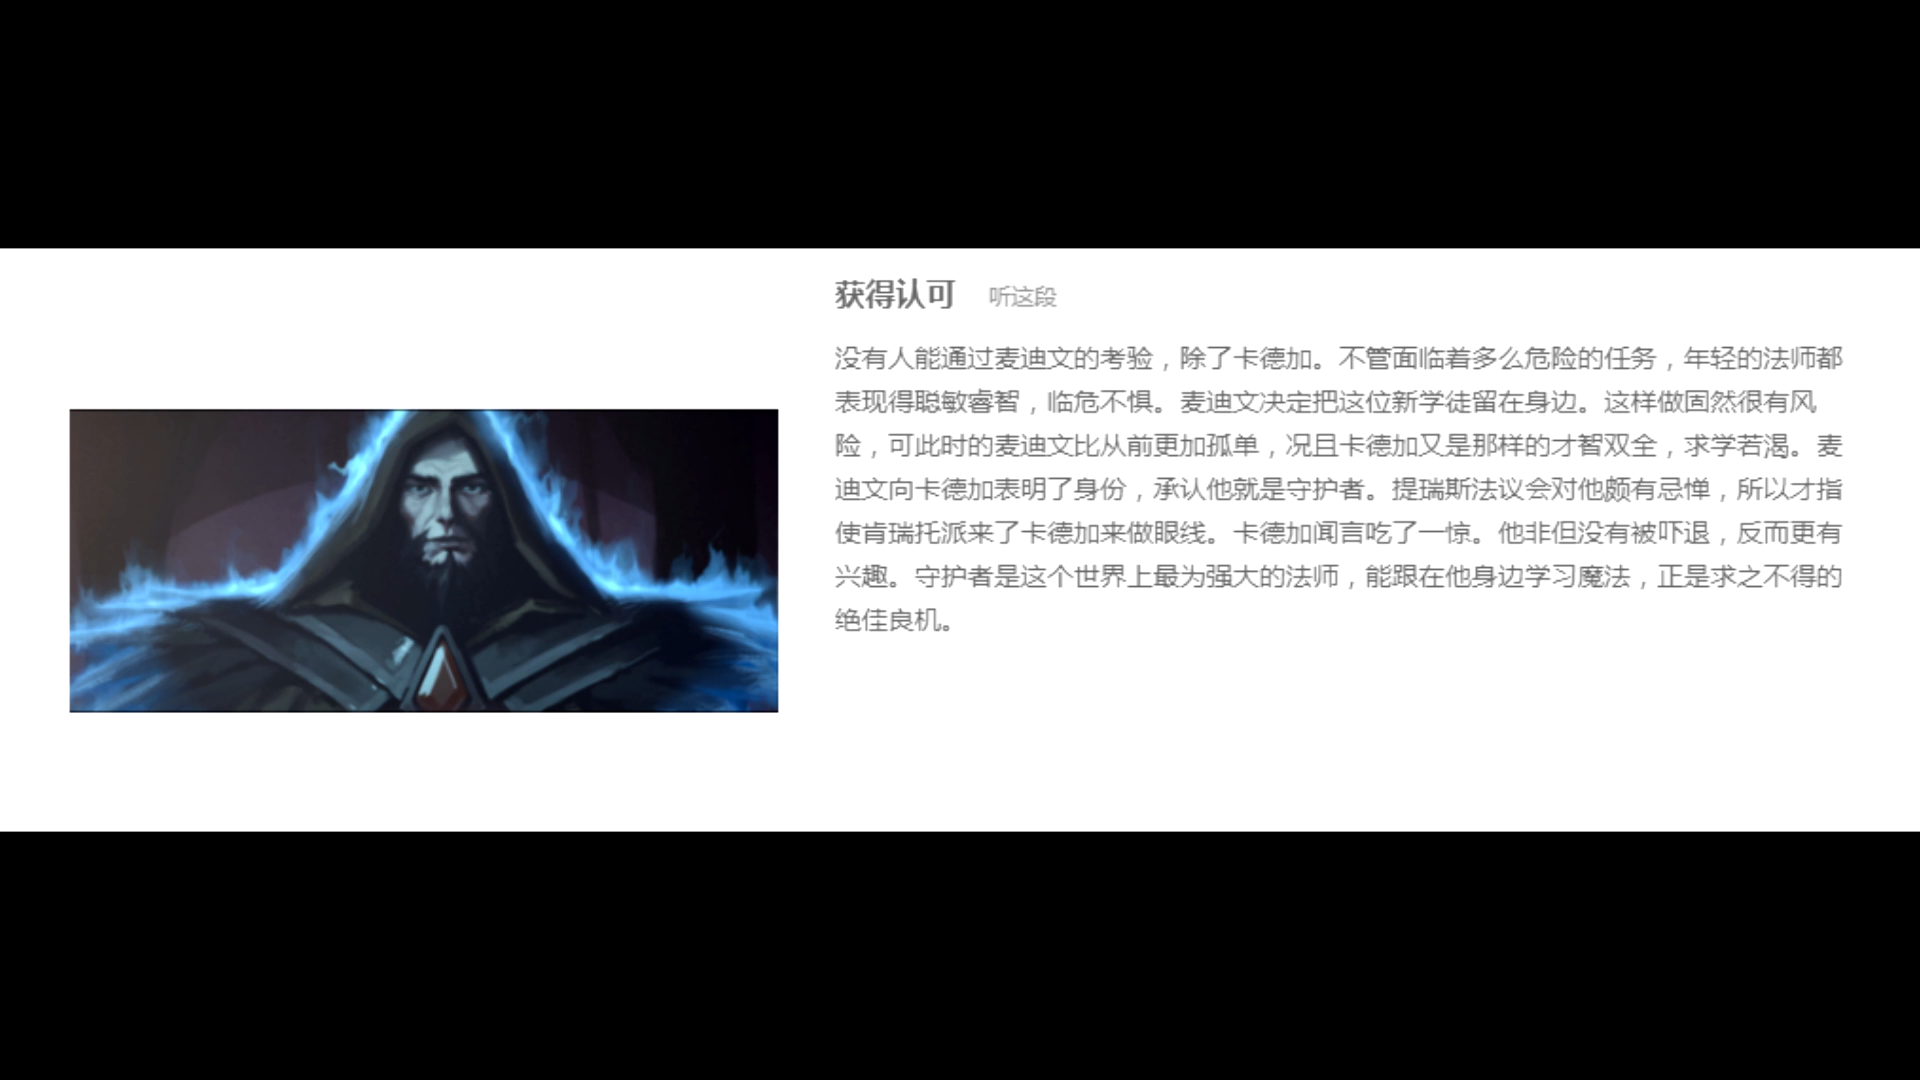 获得认可 听这段
没有人能通过麦迪文的考验，除了卡德加。不管面临着多么危险的任务，年轻的法师都
表现得聪敏睿智，临危不惧。麦迪文决定把这位新学徒留在身边。这样做固然很有风
险，可此时的麦迪文比从前更加孤单，况且卡德加又是那样的才智双全，求学若渴。麦
迪文向卡德加表明了身份，承认他就是守护者。提瑞斯法议会对他颇有忌惮，所以才指
使肯瑞托派来了卡德加来做眼线。卡德加闻言吃了一惊。他非但没有被吓退，反而更有
兴趣。守护者是这个世界上最为强大的法师，能跟在他身边学习魔法，正是求之不得的
绝佳良机。